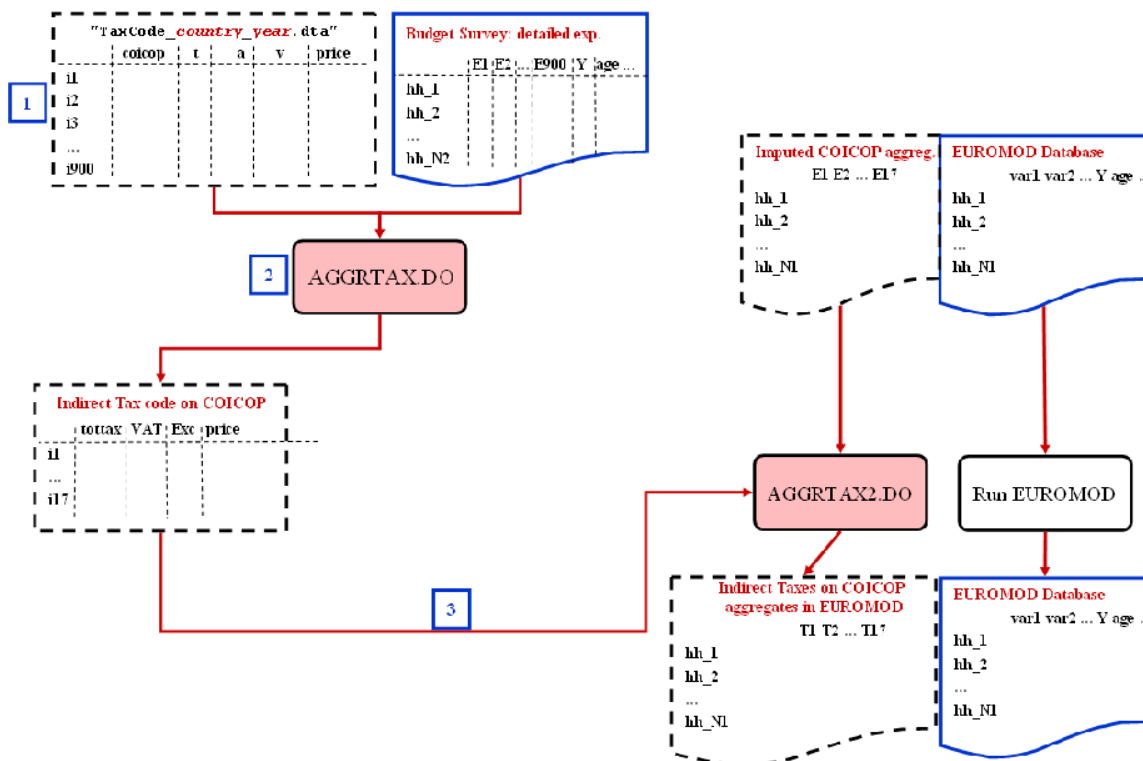 "TaxCode_country_year.dta"
coicop t a v price
i1
i2
i3
...
i900
1
Budget Survey: detailed exp.
E1 E2 ... E900 Y age ...
hh_1
hh_2
...
hh_N2
2
AGGRTAX.DO
Indirect Tax code on COICOP
tottax VAT Exc price
i1
...
i17
3
Imputed COICOP aggreg.
E1 E2 ... E17
hh_1
hh_2
...
hh_N1
EUROMOD Database
var1 var2 ... Y age ..
hh_1
hh_2
...
hh_N1
AGGRTAX2.DO
Run EUROMOD
Indirect Taxes on COICOP
aggregates in EUROMOD
T1 T2 ... T17
hh_1
hh_2
...
hh_N1
EUROMOD Database
var1 var2 ... Y age ..
hh_1
hh_2
...
hh_N1